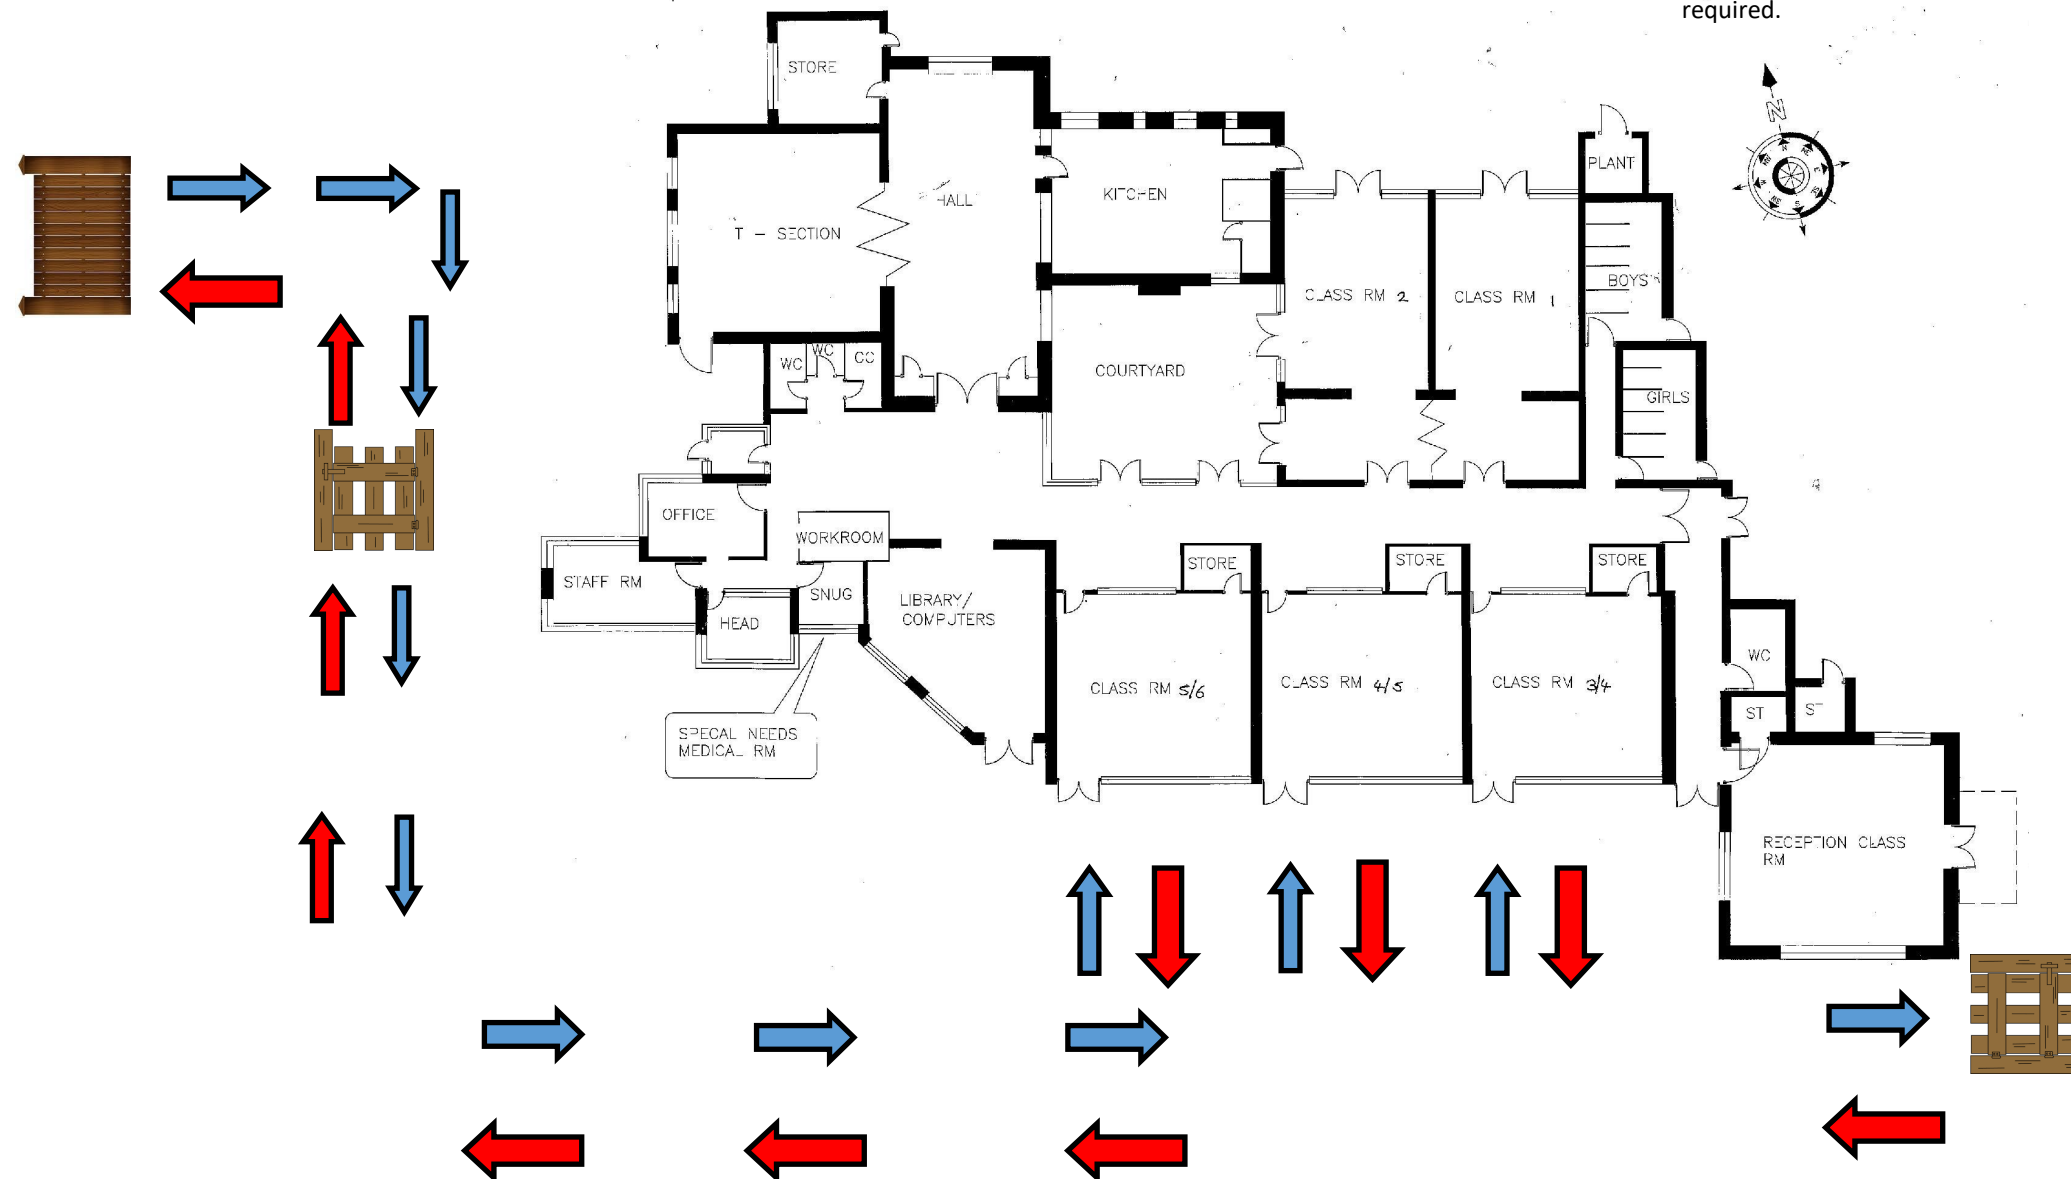 required.
STORE
N
PLANT
T - SECTION
HALL
KITCHEN
CLASS RM 2
CLASS RM 1
BOYS
WC
WC
COURTYARD
GIRLS
OFFICE
WORKROOM
STORE
STORE
STORE
STAFF RM
SNUG
HEAD
LIBRARY/
COMPUTERS
WC
CLASS RM 5/6
CLASS RM 4/5
CLASS RM 3/4
ST
ST
SPECAL NEEDS
MEDICAL RM
RECEPTION CLASS
RM